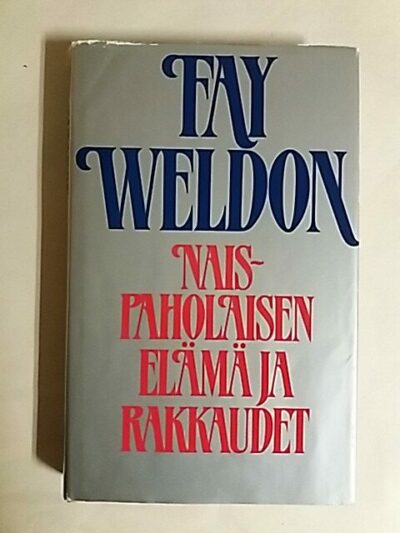 FAY
WELDON
NAIS-
PAHOLAISEN
ELÄMÄ JA
RAKKAUDET